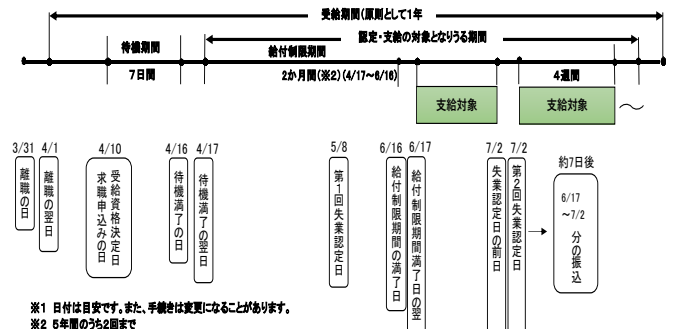 受給期間(原則として1年
認定・支給の対象となりうる期間
待機期間
給付制限期間
7日間
2か月間(※2)(4/17～6/16)
4週間
支給対象
支給対象
～
3/31
離職の日
4/1
離職の翌日
4/10
受給資格決定日
求職申込みの日
4/16
待機満了の日
4/17
待機満了の翌日
5/8
第1回失業認定日
6/16
給付制限期間の満了日
6/17
給付制限期間満了日の翌
7/2
失業認定日の前日
7/2
第2回失業認定日
約7日後
6/17
～7/2
分の振込
※1 日付は目安です。また、手続きは変更になることがあります。
※2 5年間のうち2回まで